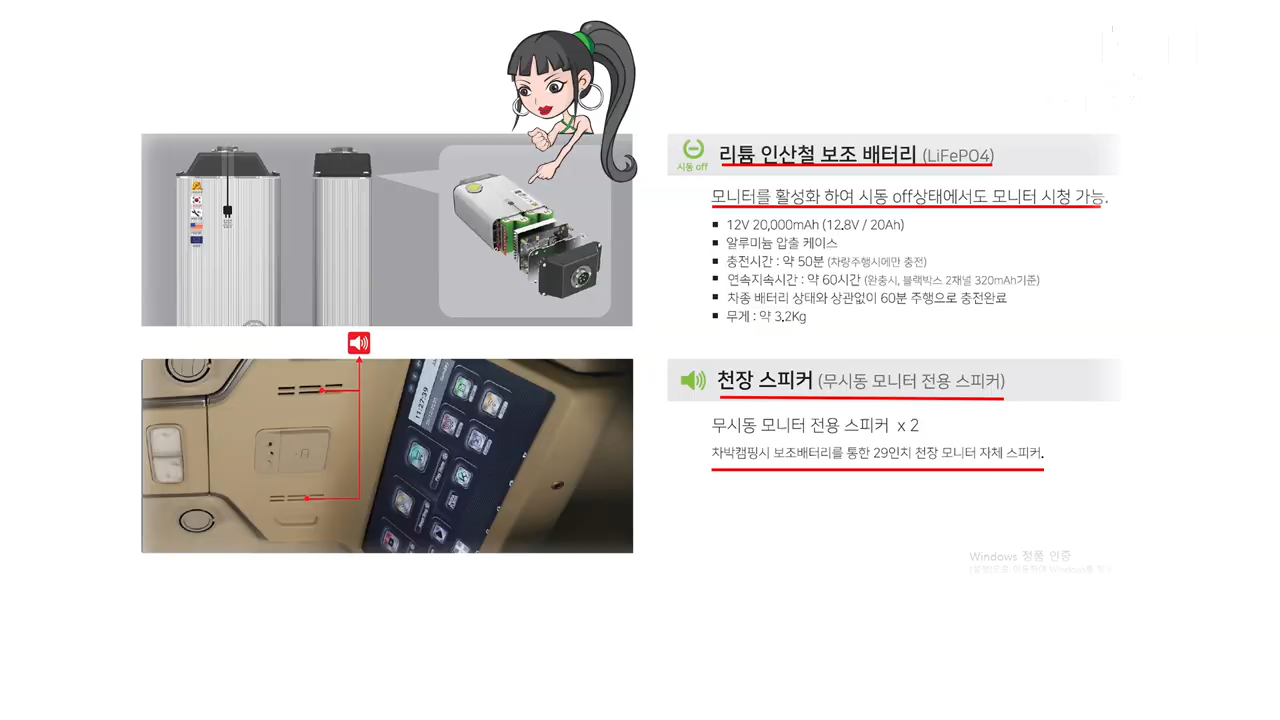 시동 off
리튬 인산철 보조 배터리 (LiFePO4)
모니터를 활성화 하여 시동 off상태에서도 모니터 시청 가능.
▪ 12V 20,000mAh (12.8V / 20Ah)
▪ 알루미늄 압출 케이스
▪ 충전시간 : 약 50분 (차량주행시에만 충전)
▪ 연속지속시간 : 약 60시간 (완충시, 블랙박스 2채널 320mAh기준)
▪ 차종 배터리 상태와 상관없이 60분 주행으로 충전완료
▪ 무게 : 약 3.2Kg
11:27:39
천장 스피커 (무시동 모니터 전용 스피커)
무시동 모니터 전용 스피커 x 2
차박캠핑시 보조배터리를 통한 29인치 천장 모니터 자체 스피커.
Windows 정품 인증